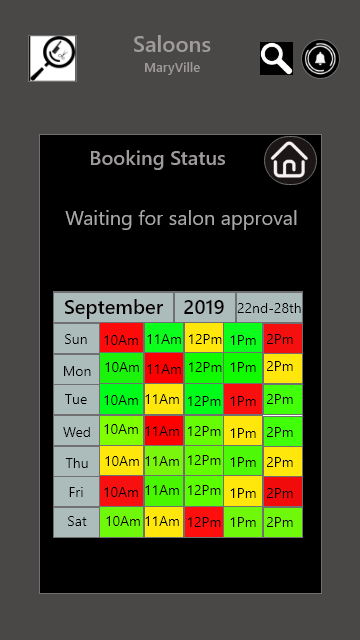 Saloons
MaryVille
Booking Status
Waiting for salon approval
September 2019 22nd-28th
Sun 10Am 11Am 12Pm 1Pm 2Pm
Mon 10Am 11Am 12Pm 1Pm 2Pm
Tue 10Am 11Am 12Pm 1Pm 2Pm
Wed 10Am 11Am 12Pm 1Pm 2Pm
Thu 10Am 11Am 12Pm 1Pm 2Pm
Fri 10Am 11Am 12Pm 1Pm 2Pm
Sat 10Am 11Am 12Pm 1Pm 2Pm